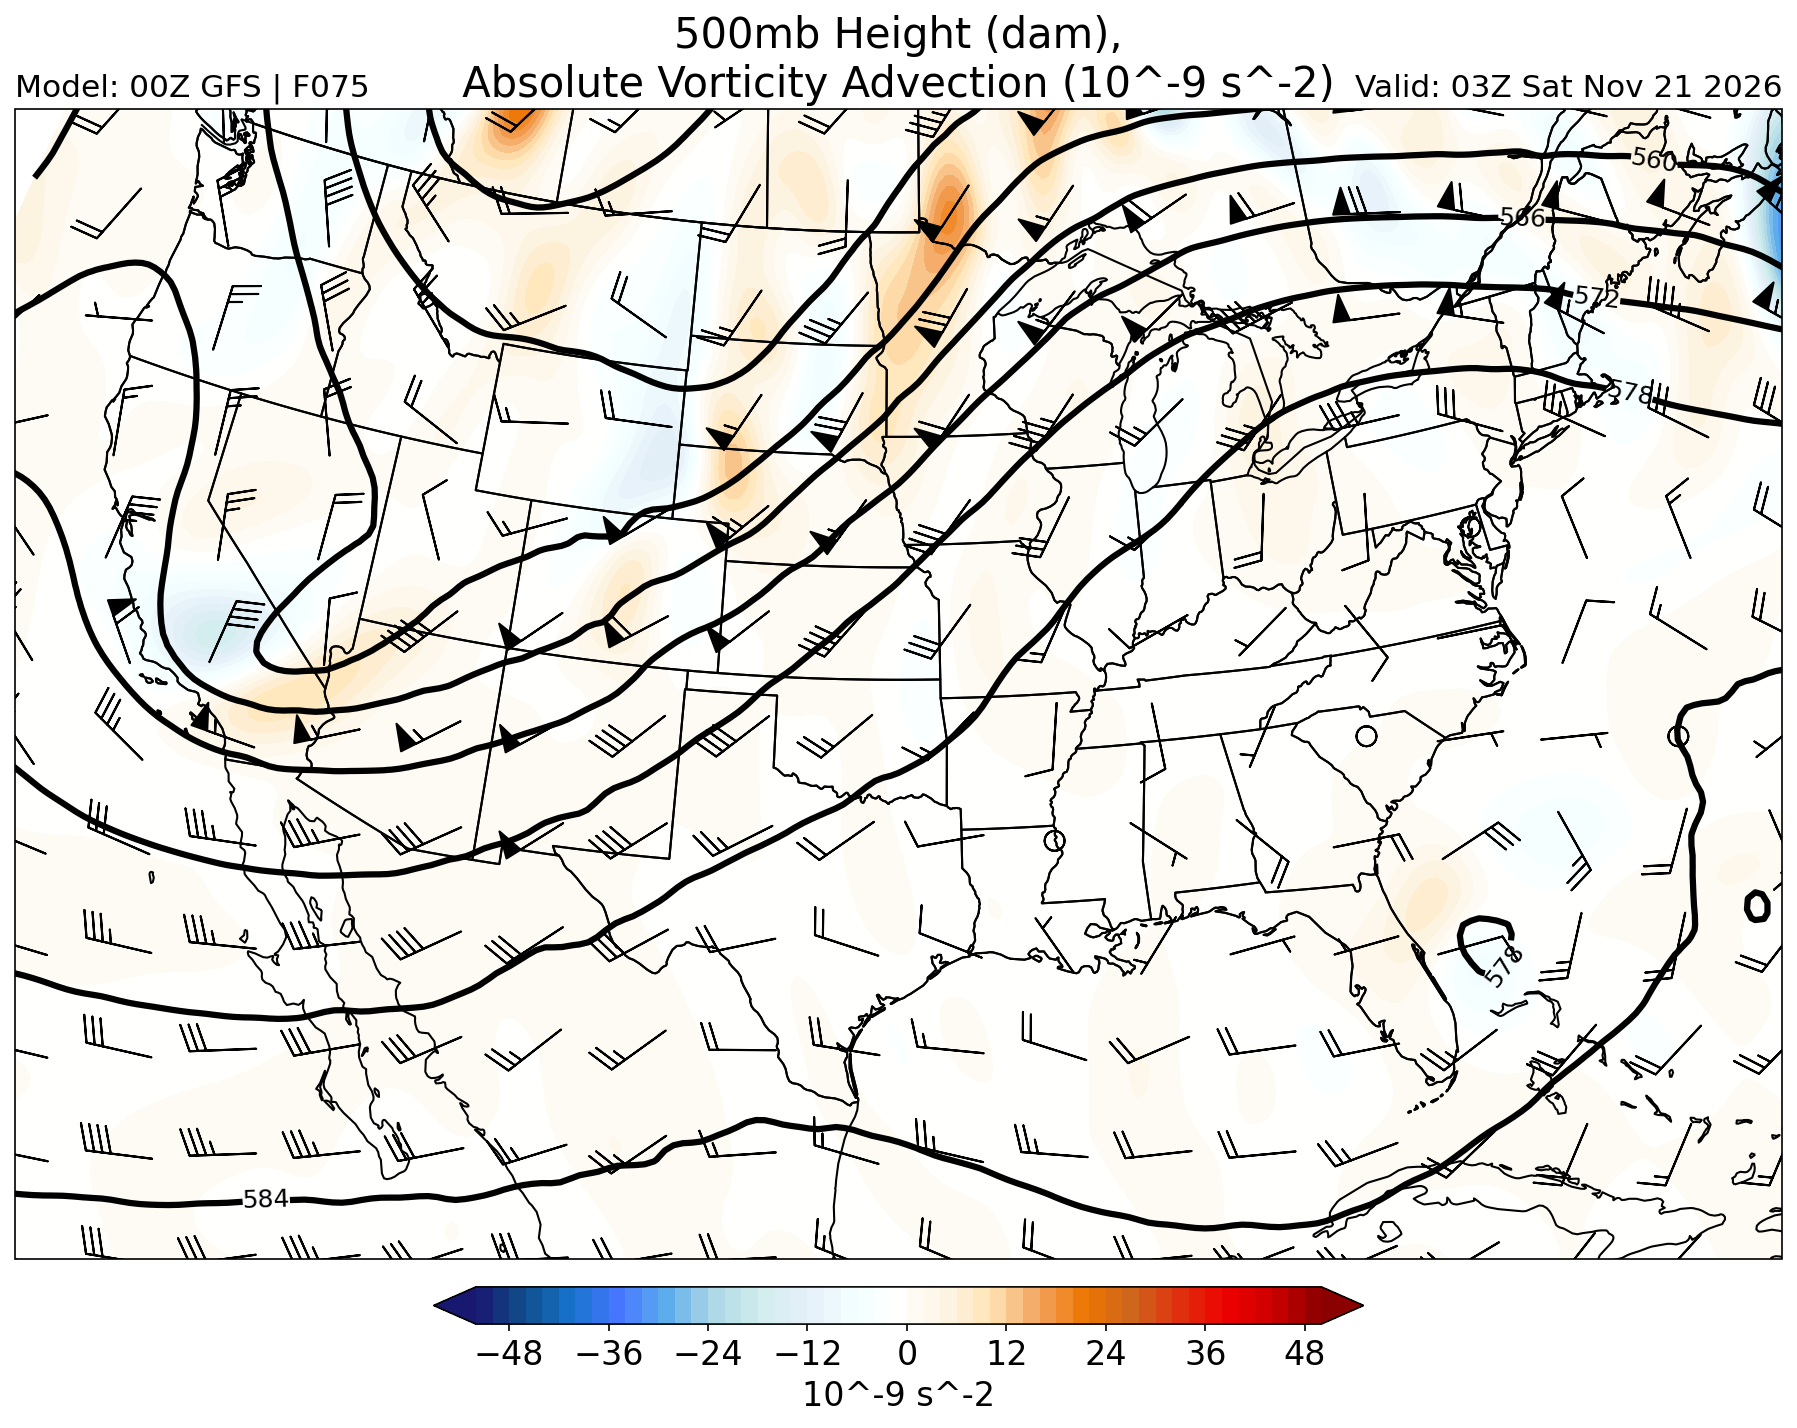 500mb Height (dam),
Model: 00Z GFS | F075
Absolute Vorticity Advection (10^-9 s^-2)
Valid: 03Z Sat Nov 21 2026
560
566
572
578
578
584
−48 −36 −24 −12 0 12 24 36 48
10^-9 s^-2